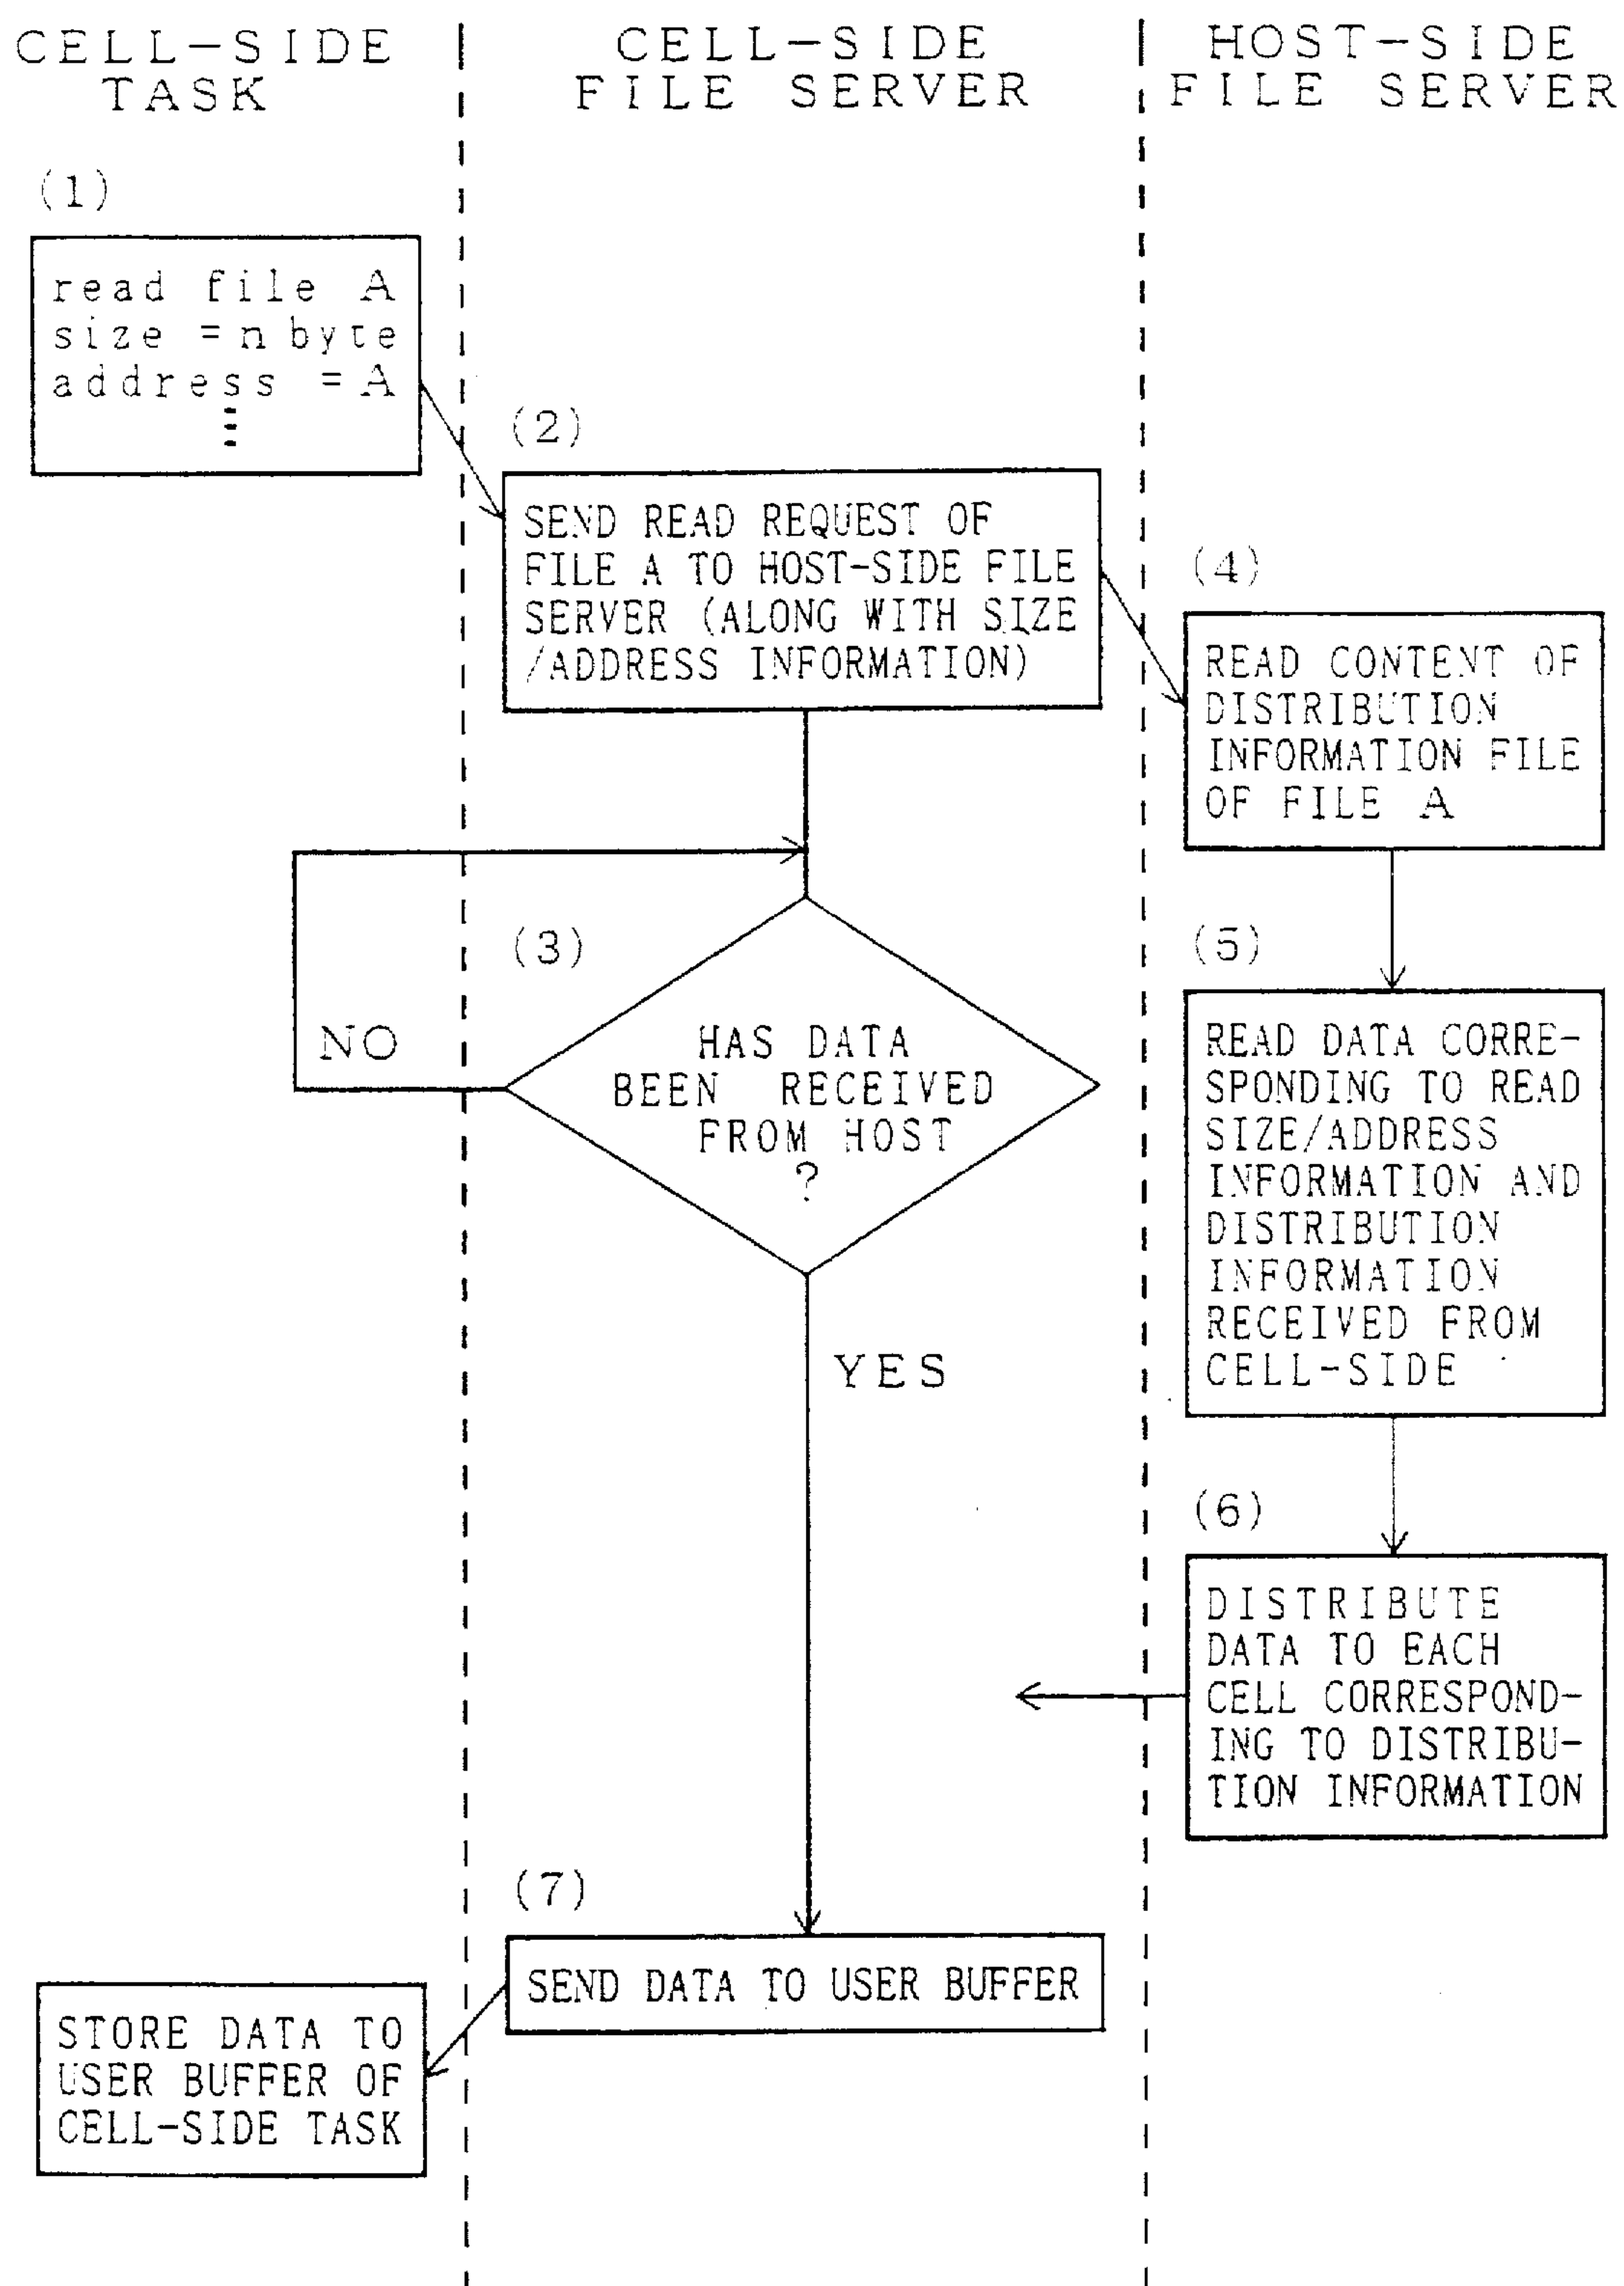 CELL-SIDE
TASK
CELL-SIDE
FILE SERVER
HOST-SIDE
FILE SERVER
(1)
read file A
size =n byte
address =A
(2)
SEND READ REQUEST OF
FILE A TO HOST-SIDE FILE
SERVER (ALONG WITH SIZE
/ADDRESS INFORMATION)
(4)
READ CONTENT OF
DISTRIBUTION
INFORMATION FILE
OF FILE A
(3)
HAS DATA
BEEN RECEIVED
FROM HOST
?
NO
YES
(5)
READ DATA CORRE-
SPONDING TO READ
SIZE/ADDRESS
INFORMATION AND
DISTRIBUTION
INFORMATION
RECEIVED FROM
CELL-SIDE
(6)
DISTRIBUTE
DATA TO EACH
CELL CORRESPOND-
ING TO DISTRIBU-
TION INFORMATION
(7)
SEND DATA TO USER BUFFER
STORE DATA TO
USER BUFFER OF
CELL-SIDE TASK